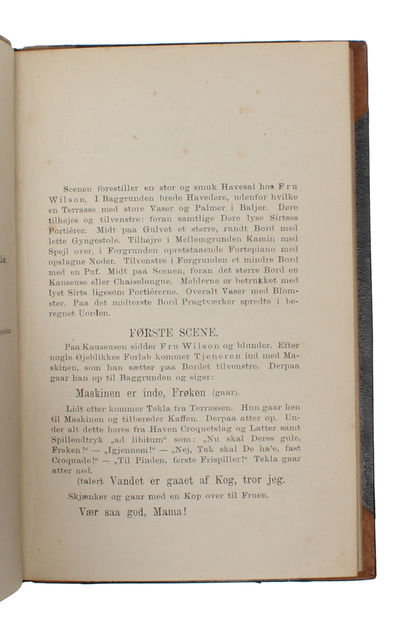 Scenen forestiller en stor og smuk Havesal hos Fru
Wilson. I Baggrunden brede Havedøre, udenfor hvilke
en Terrasse med store Vaser og Palmer i Baljer. Døre
tilhøjre og tilvenstre: foran samtlige Døre lyse Sirtses
Portiérer. Midt paa Gulvet et større, rundt Bord med
lette Gyngestole. Tilhøjre i Mellemgrunden Kamin med
Spejl over, i Forgrunden opretstaaende Fortepiano med
opslagne Noder. Tilvenstre i Forgrunden et mindre Bord
med en Puf. Midt paa Scenen, foran det større Bord en
Kauseuse eller Chaiselongue. Møblerne er betrukket med
lyst Sirts ligesom Portiérerne. Overalt Vaser med Blom-
ster. Paa det midterste Bord Pragtværker spredte i be-
regnet Uorden.
FØRSTE SCENE.
Paa Kauseusen sidder Fru Wilson og blunder. Efter
nogle Øjeblikkes Forløb kommer Tjeneren ind med Ma-
skinen, som han sætter paa Bordet tilvenstre. Derpaa
gaar han op til Baggrunden og siger:
Maskinen er inde, Frøken (gaar).
Lidt efter kommer Tekla fra Terrassen. Hun gaar hen
til Maskinen og tilbereder Kaffen. Derpaa atter op. Un-
der alt dette høres fra Haven Croquetslag og Latter samt
Spillendtryk „ad libitum“ som: „Nu skal Deres gule,
Frøken!“ — „Igjennem!“ — „Nej, Tak skal De ha'e, fast
Croquade!“ — „Til Pinden, første Frispiller!“ Tekla gaar
atter ned.
(taler). Vandet er gaaet af Kog, tror jeg.
Skjænker og gaar med en Kop over til Fruen.
Vær saa god, Mama!